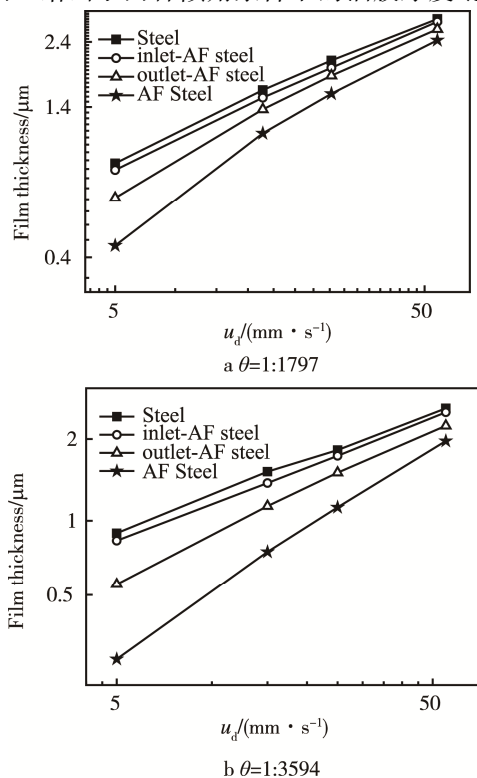 2.4
Steel
inlet-AF steel
outlet-AF steel
AF Steel
1.4
0.4
Film thickness/μm
5
50
u_d/(mm·s⁻¹)
a θ=1:1797
Steel
inlet-AF steel
outlet-AF steel
AF Steel
2
1
0.5
Film thickness/μm
5
50
u_d/(mm·s⁻¹)
b θ=1:3594